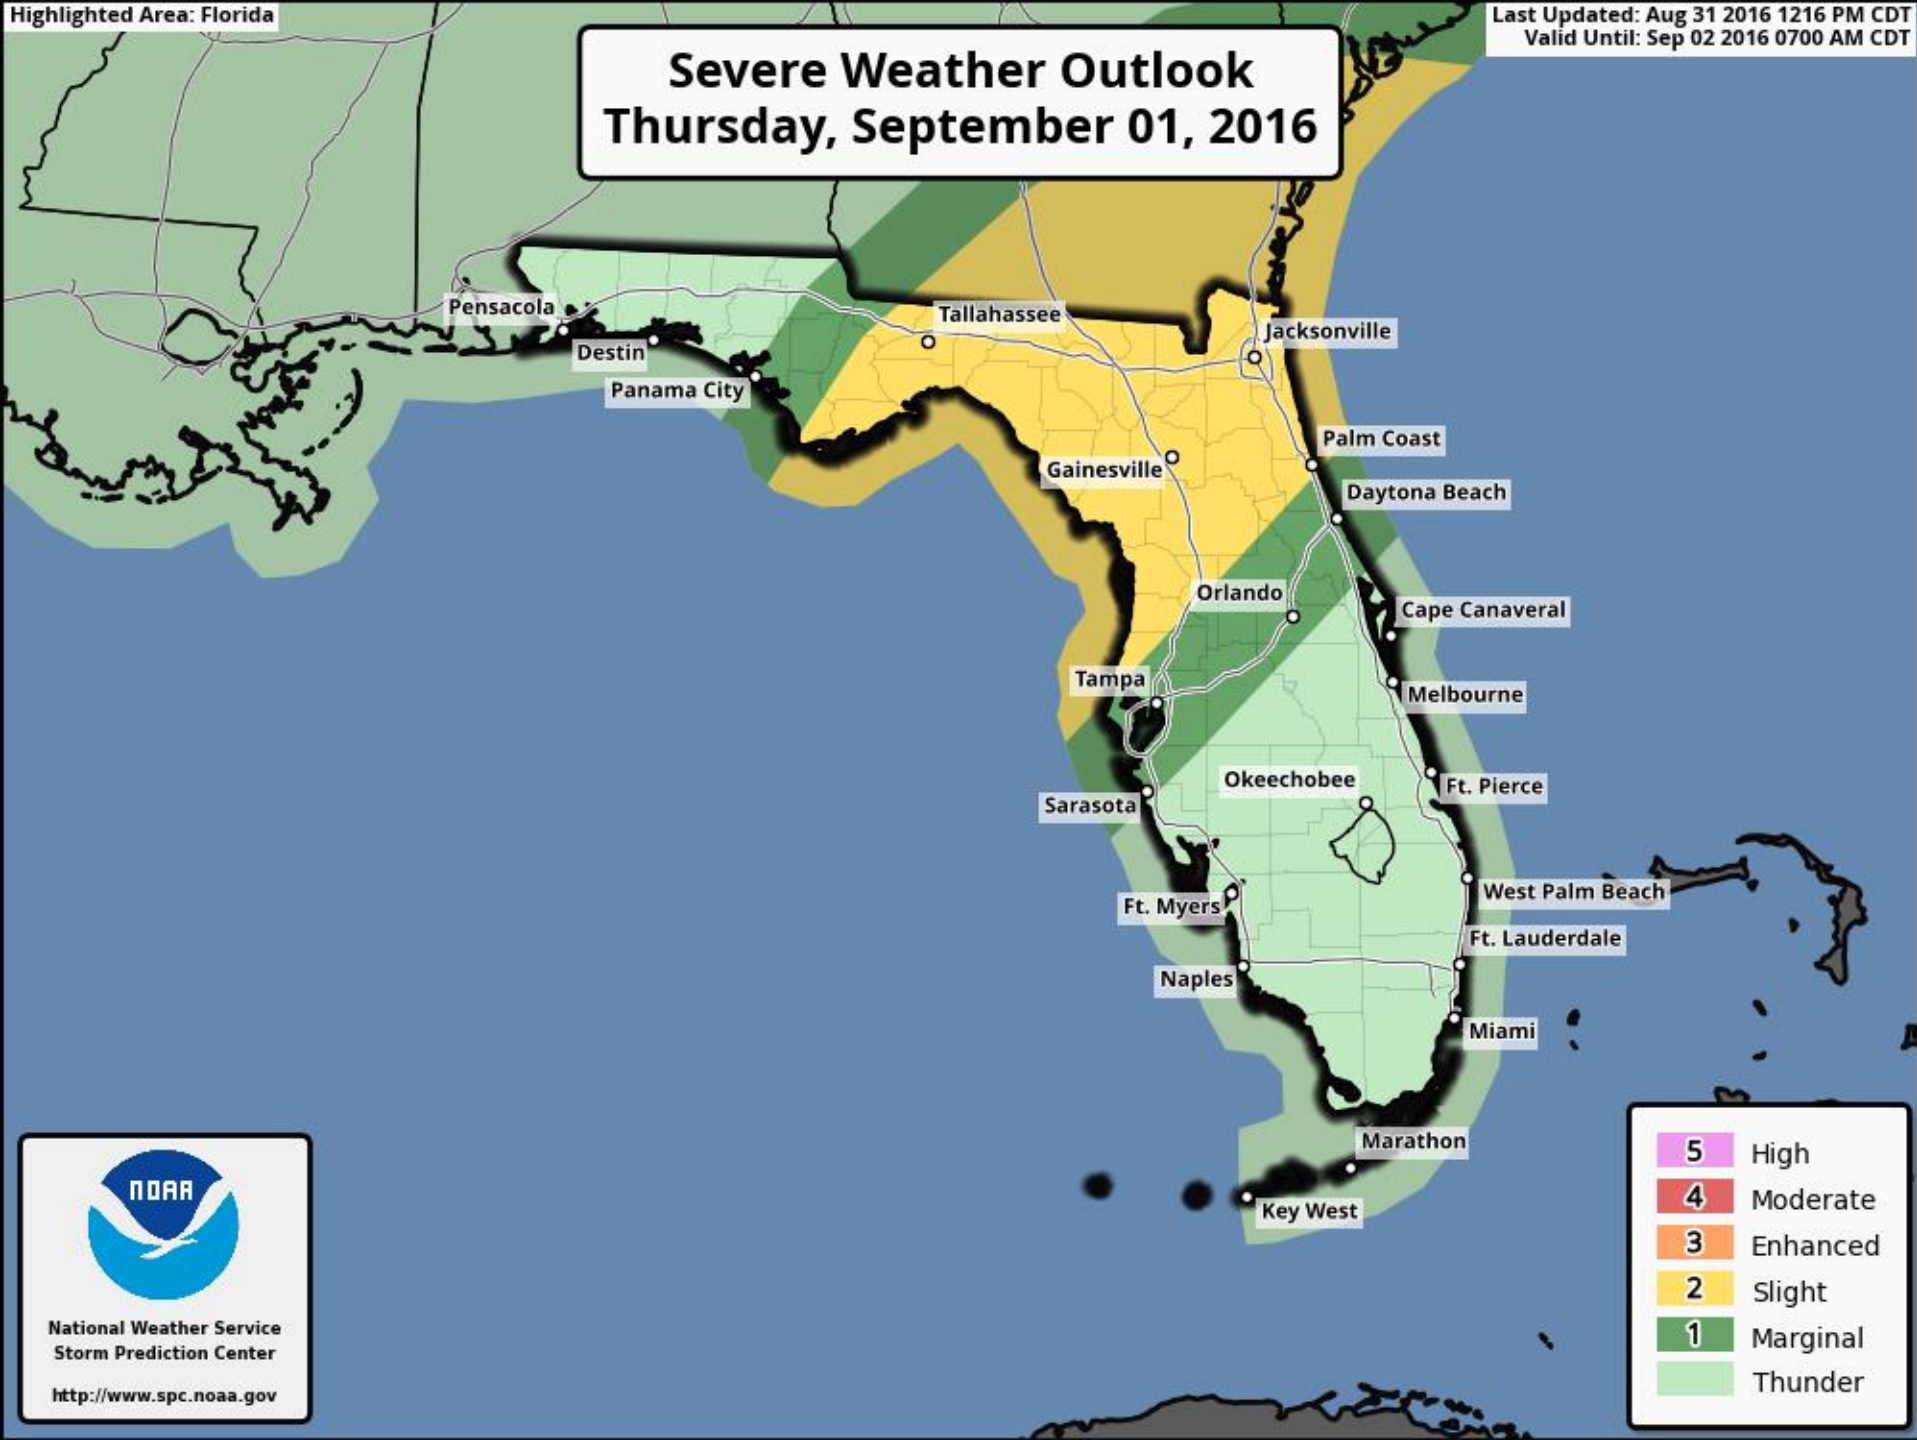 Highlighted Area: Florida
Last Updated: Aug 31 2016 1216 PM CDT
Valid Until: Sep 02 2016 0700 AM CDT
Severe Weather Outlook
Thursday, September 01, 2016
Pensacola
Tallahassee
Jacksonville
Destin
Panama City
Palm Coast
Gainesville
Daytona Beach
Orlando
Cape Canaveral
Tampa
Melbourne
Okeechobee
Ft. Pierce
Sarasota
West Palm Beach
Ft. Myers
Ft. Lauderdale
Naples
Miami
Marathon
Key West
NOAA
National Weather Service
Storm Prediction Center
http://www.spc.noaa.gov
5 High
4 Moderate
3 Enhanced
2 Slight
1 Marginal
Thunder